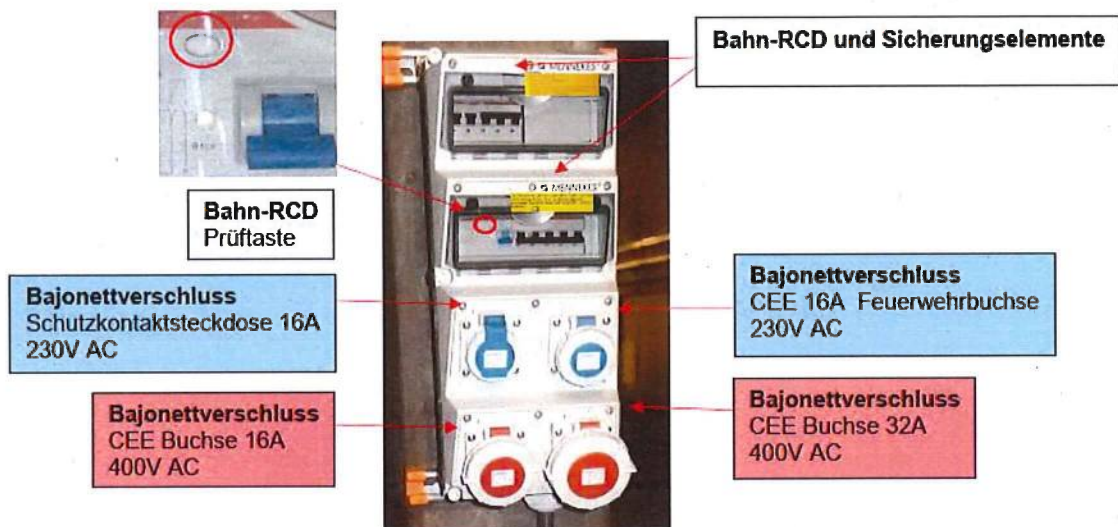 Bahn-RCD und Sicherungselemente
MENNEKES
MENNEKES
Bahn-RCD
Prüftaste
Bajonettverschluss
Schutzkontaktsteckdose 16A
230V AC
Bajonettverschluss
CEE 16A Feuerwehrbuchse
230V AC
Bajonettverschluss
CEE Buchse 16A
400V AC
Bajonettverschluss
CEE Buchse 32A
400V AC